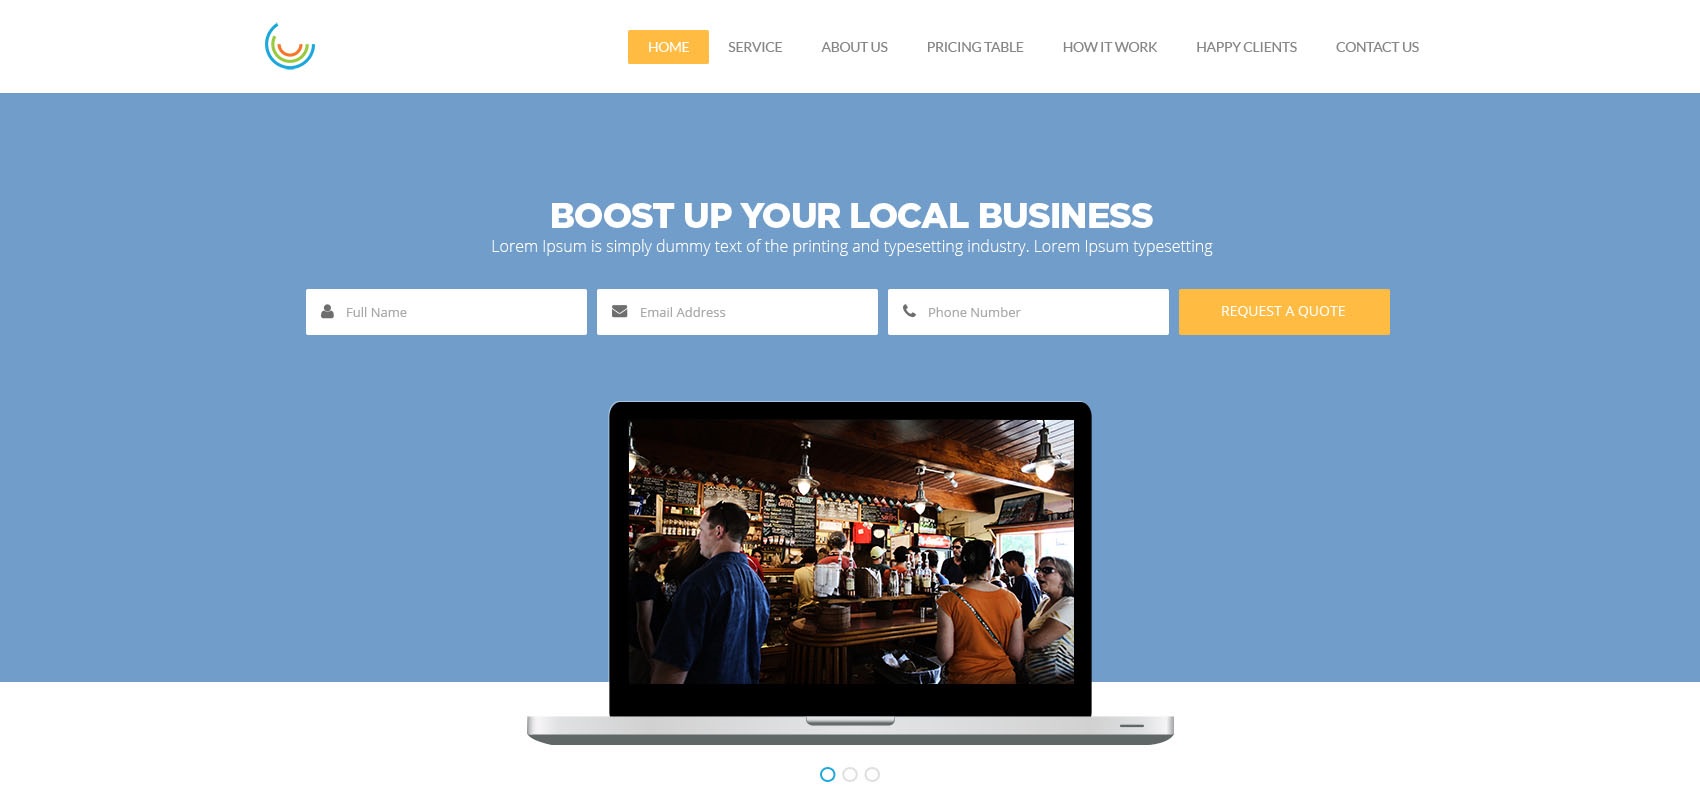 HOME SERVICE ABOUT US PRICING TABLE HOW IT WORK HAPPY CLIENTS CONTACT US
BOOST UP YOUR LOCAL BUSINESS
Lorem Ipsum is simply dummy text of the printing and typesetting industry. Lorem Ipsum typesetting
Full Name Email Address Phone Number REQUEST A QUOTE